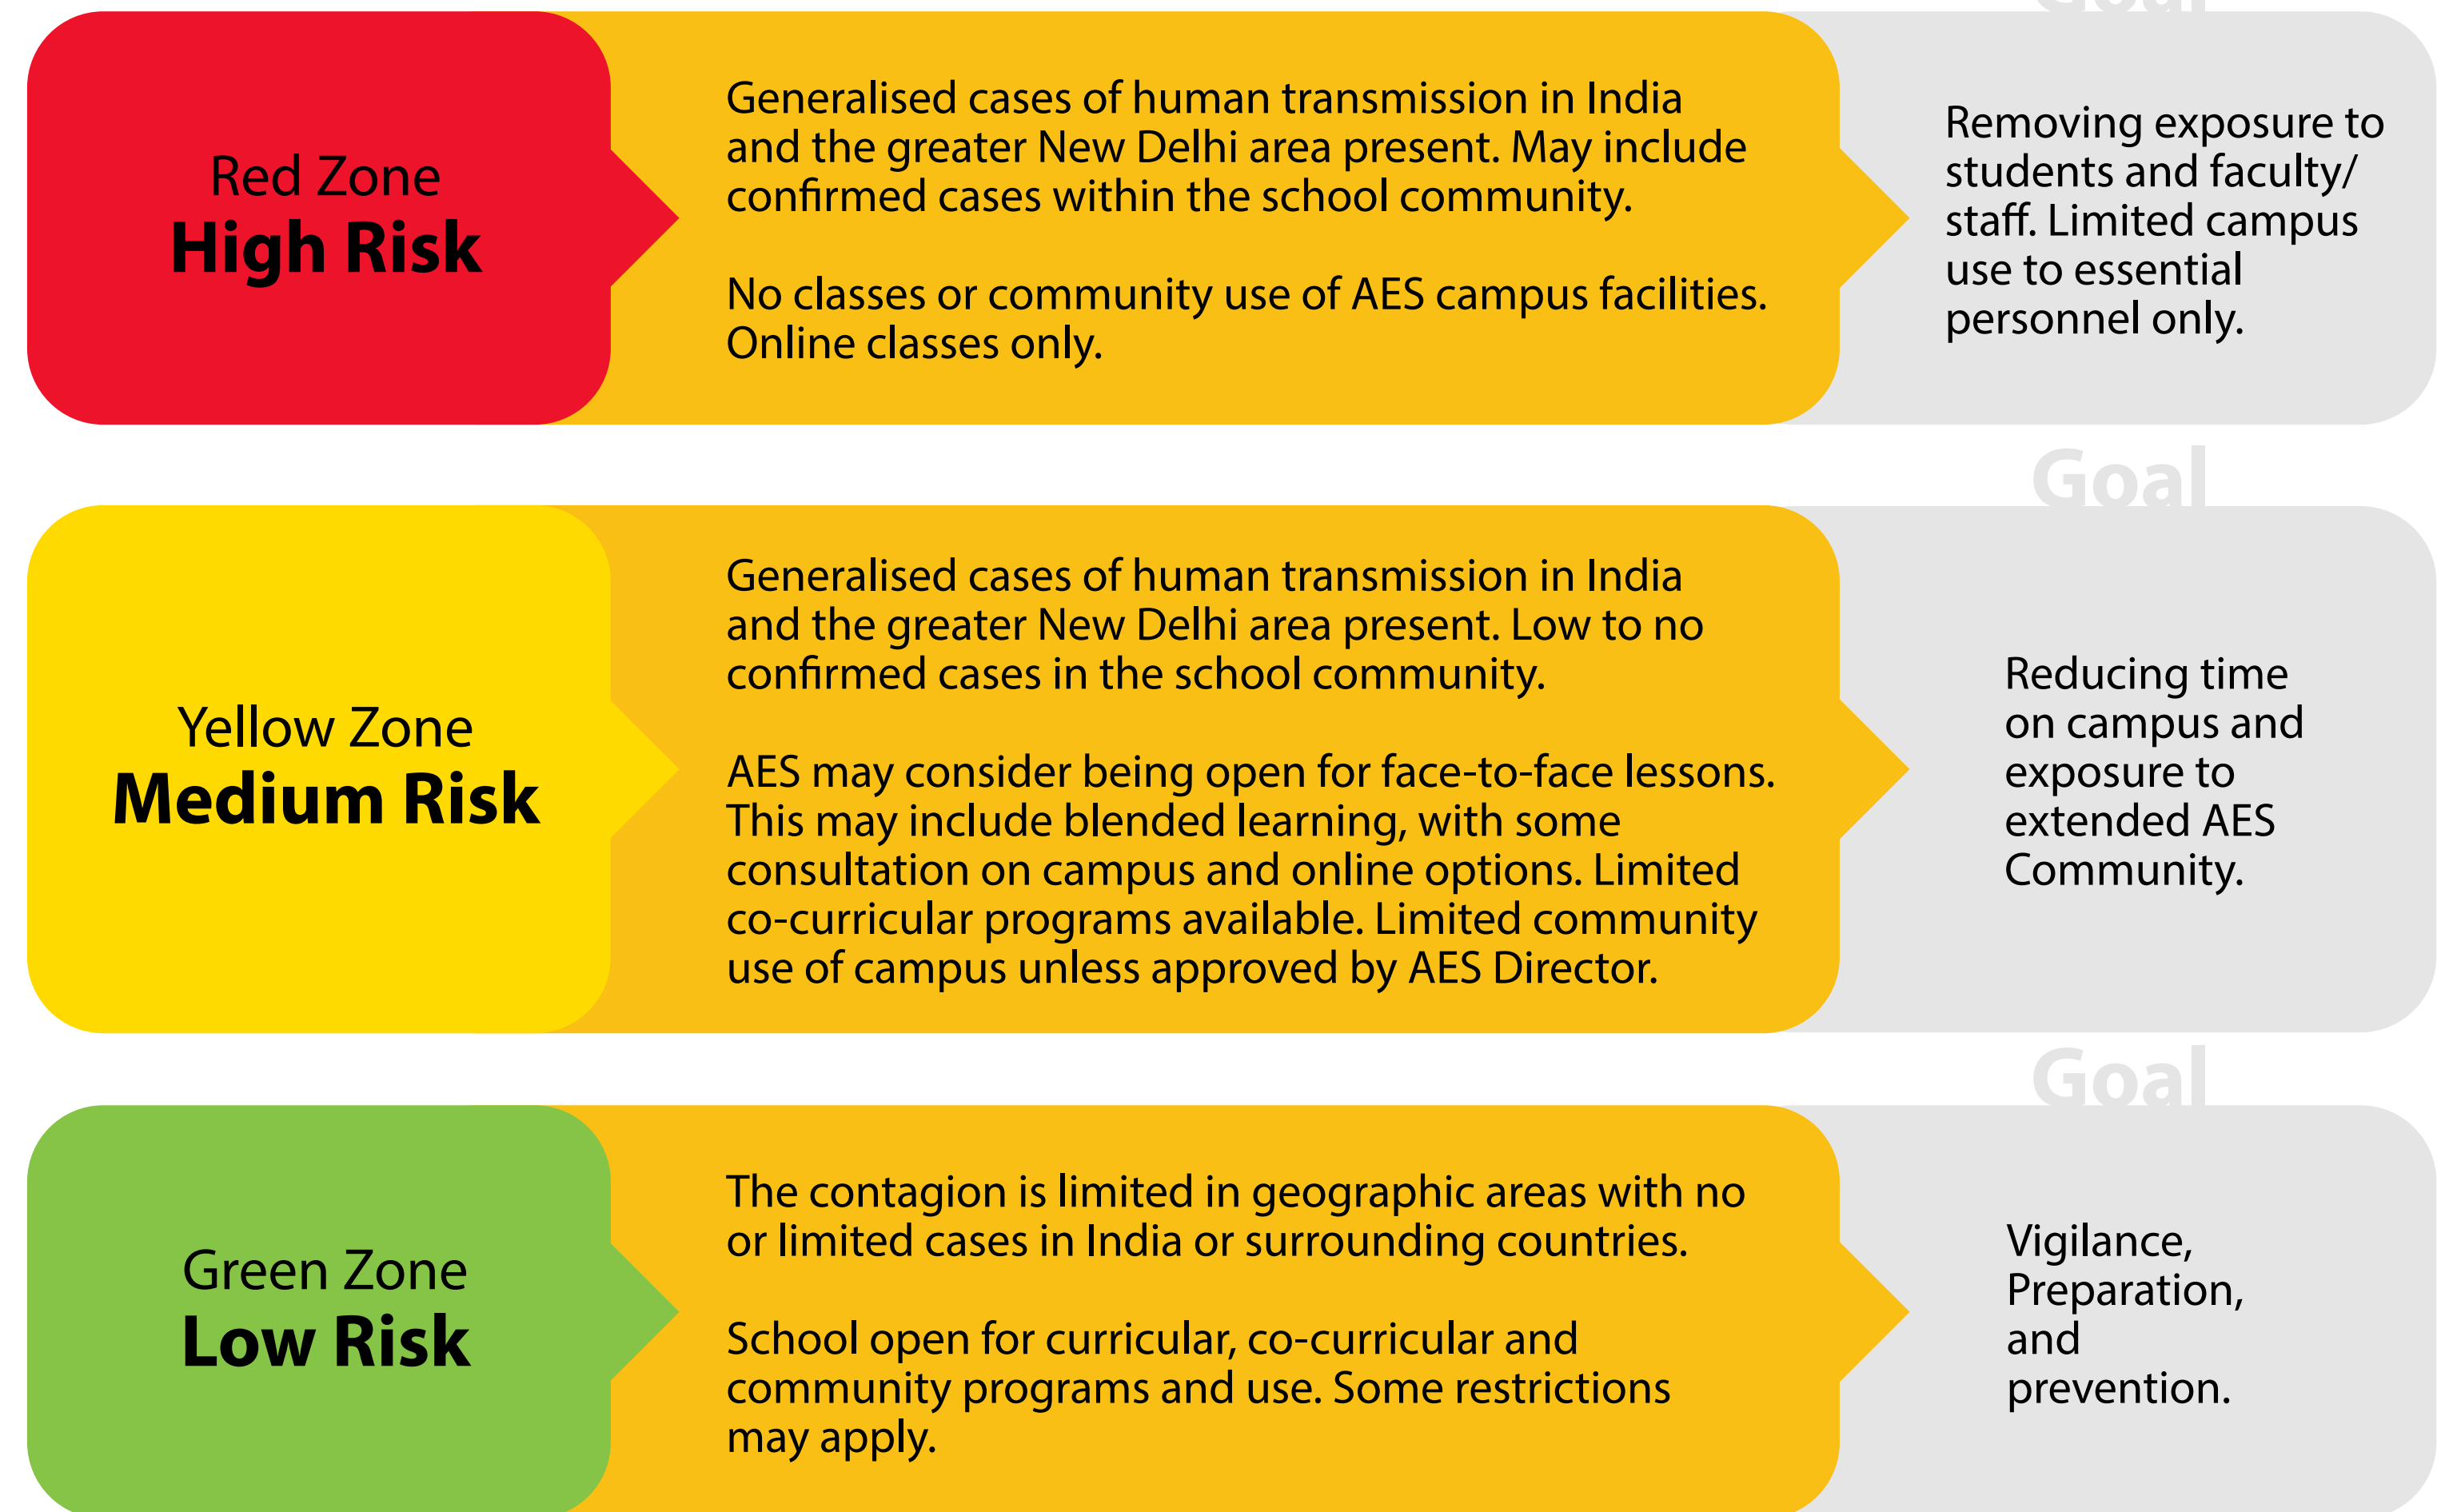 Goal
Red Zone
High Risk
Generalised cases of human transmission in India
and the greater New Delhi area present. May include
confirmed cases within the school community.
No classes or community use of AES campus facilities.
Online classes only.
Removing exposure to
students and faculty/
staff. Limited campus
use to essential
personnel only.
Goal
Yellow Zone
Medium Risk
Generalised cases of human transmission in India
and the greater New Delhi area present. Low to no
confirmed cases in the school community.
AES may consider being open for face-to-face lessons.
This may include blended learning, with some
consultation on campus and online options. Limited
co-curricular programs available. Limited community
use of campus unless approved by AES Director.
Reducing time
on campus and
exposure to
extended AES
Community.
Goal
Green Zone
Low Risk
The contagion is limited in geographic areas with no
or limited cases in India or surrounding countries.
School open for curricular, co-curricular and
community programs and use. Some restrictions
may apply.
Vigilance,
Preparation,
and
prevention.